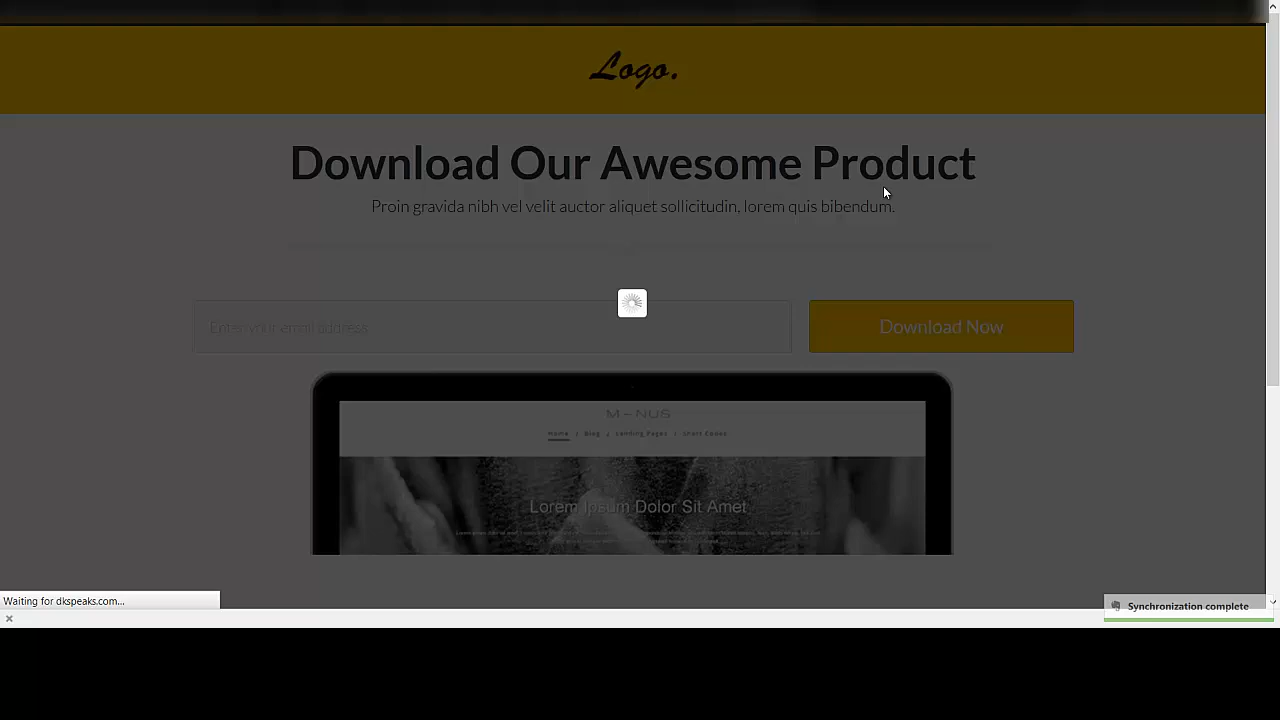 Logo.
Download Our Awesome Product
Proin gravida nibh vel velit auctor aliquet sollicitudin, lorem quis bibendum.
Enter your email address
Download Now
M-NUS
Home / Blog / Landing Pages / Short Codes
Lorem Ipsum Dolor Sit Amet
Waiting for dkspeaks.com...
Synchronization complete